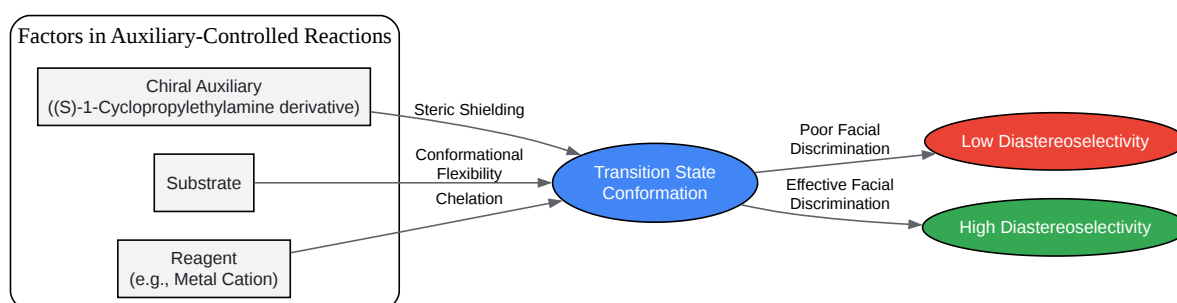 Factors in Auxiliary-Controlled Reactions
Chiral Auxiliary
((S)-1-Cyclopropylethylamine derivative)
Steric Shielding
Substrate
Conformational
Flexibility
Chelation
Reagent
(e.g., Metal Cation)
Transition State
Conformation
Poor Facial
Discrimination
Low Diastereoselectivity
Effective Facial
Discrimination
High Diastereoselectivity